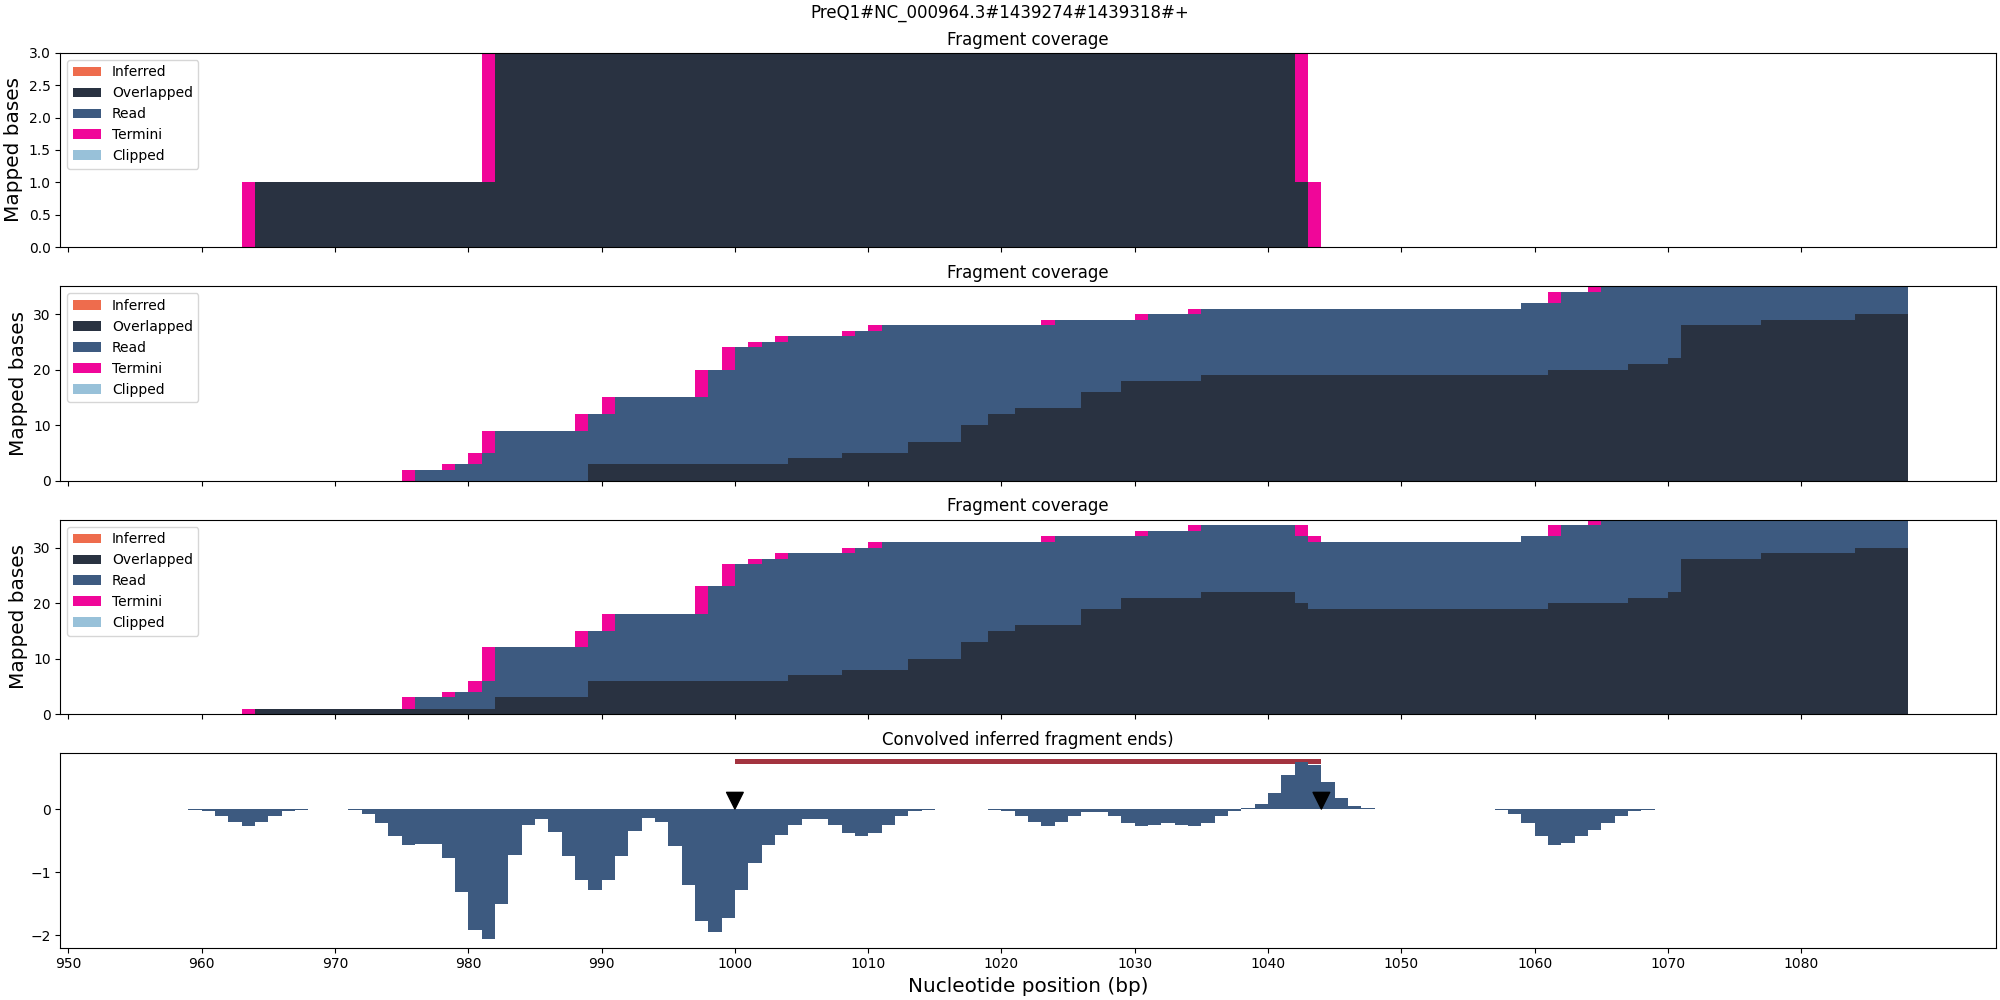 PreQ1#NC_000964.3#1439274#1439318#+
Fragment coverage
Mapped bases
3.0
2.5
2.0
1.5
1.0
0.5
0.0
Inferred
Overlapped
Read
Termini
Clipped
Fragment coverage
Mapped bases
30
20
10
0
Inferred
Overlapped
Read
Termini
Clipped
Fragment coverage
Mapped bases
30
20
10
0
Inferred
Overlapped
Read
Termini
Clipped
Convolved inferred fragment ends)
0
−1
−2
950 960 970 980 990 1000 1010 1020 1030 1040 1050 1060 1070 1080
Nucleotide position (bp)